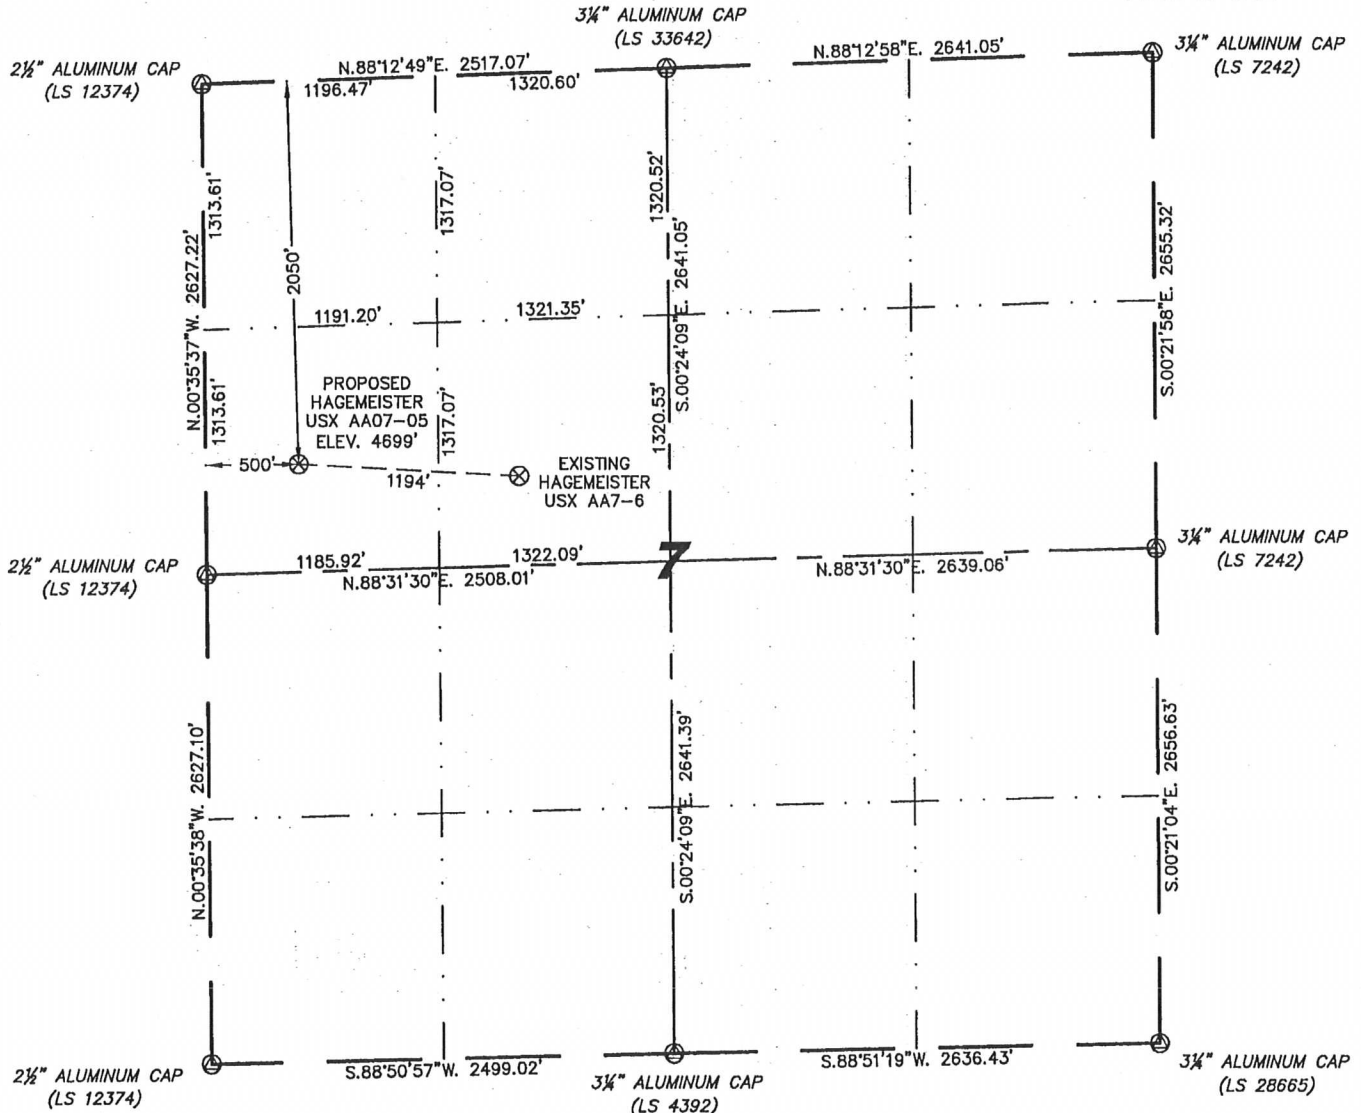 3¼" ALUMINUM CAP
(LS 33642)
2½" ALUMINUM CAP
(LS 12374)
N.88°12'49"E. 2517.07'
1196.47'
1320.60'
N.88°12'58"E. 2641.05'
3¼" ALUMINUM CAP
(LS 7242)
1313.61'
N.00°35'37"W. 2627.22'
1313.61'
2050'
1317.07'
1317.07'
1320.52'
S.00°24'09"E. 2641.05'
1320.53'
S.00°21'58"E. 2655.32'
1191.20'
1321.35'
PROPOSED
HAGEMEISTER
USX AA07-05
ELEV. 4699'
500'
1194'
EXISTING
HAGEMEISTER
USX AA7-6
2½" ALUMINUM CAP
(LS 12374)
1185.92'
1322.09'
N.88°31'30"E. 2508.01'
7
N.88°31'30"E. 2639.06'
3¼" ALUMINUM CAP
(LS 7242)
N.00°35'38"W. 2627.10'
S.00°24'09"E. 2641.39'
S.00°21'04"E. 2656.63'
2½" ALUMINUM CAP
(LS 12374)
S.88°50'57"W. 2499.02'
3¼" ALUMINUM CAP
(LS 4392)
S.88°51'19"W. 2636.43'
3¼" ALUMINUM CAP
(LS 28665)